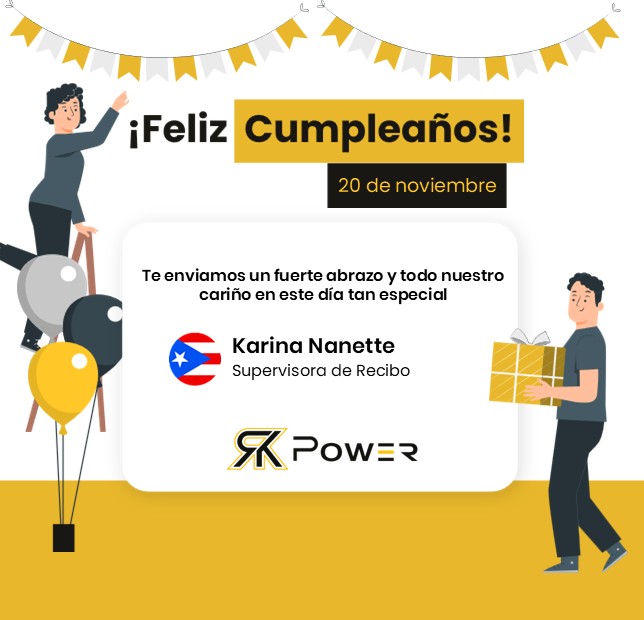 ¡Feliz Cumpleaños!
20 de noviembre
Te enviamos un fuerte abrazo y todo nuestro
cariño en este día tan especial
Karina Nanette
Supervisora de Recibo
RK Power